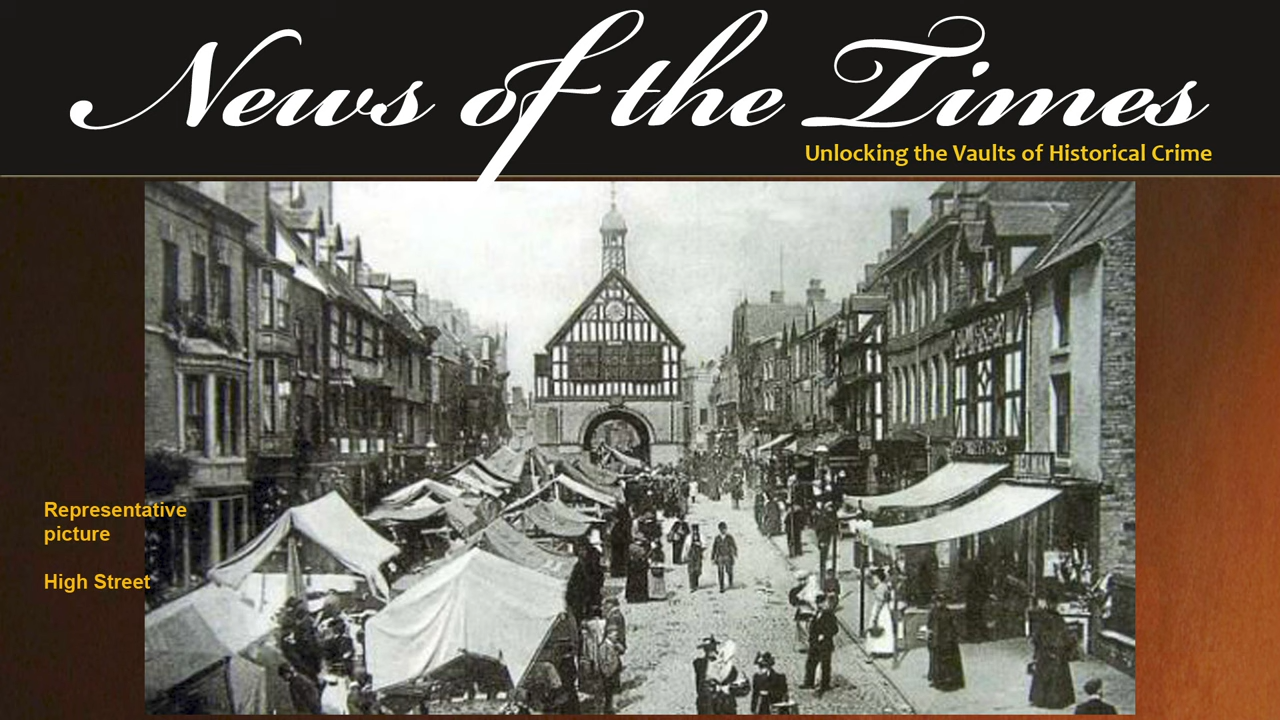 News of the Times
Unlocking the Vaults of Historical Crime
Representative
picture
High Street